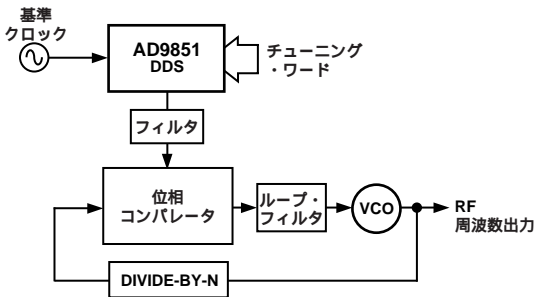 基準
クロック
AD9851
DDS
チューニング
・ワード
フィルタ
位相
コンパレータ
ループ・
フィルタ
VCO
RF
周波数出力
DIVIDE-BY-N